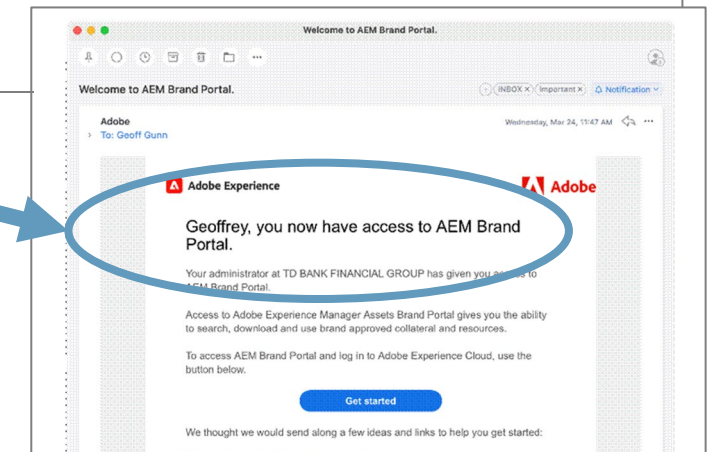 Welcome to AEM Brand Portal.
Welcome to AEM Brand Portal.
INBOX × Important × Notification
Adobe
Wednesday, Mar 24, 11:47 AM
To: Geoff Gunn
Adobe Experience
Adobe
Geoffrey, you now have access to AEM Brand
Portal.
Your administrator at TD BANK FINANCIAL GROUP has given you access to
AEM Brand Portal.
Access to Adobe Experience Manager Assets Brand Portal gives you the ability
to search, download and use brand approved collateral and resources.
To access AEM Brand Portal and log in to Adobe Experience Cloud, use the
button below.
Get started
We thought we would send along a few ideas and links to help you get started: